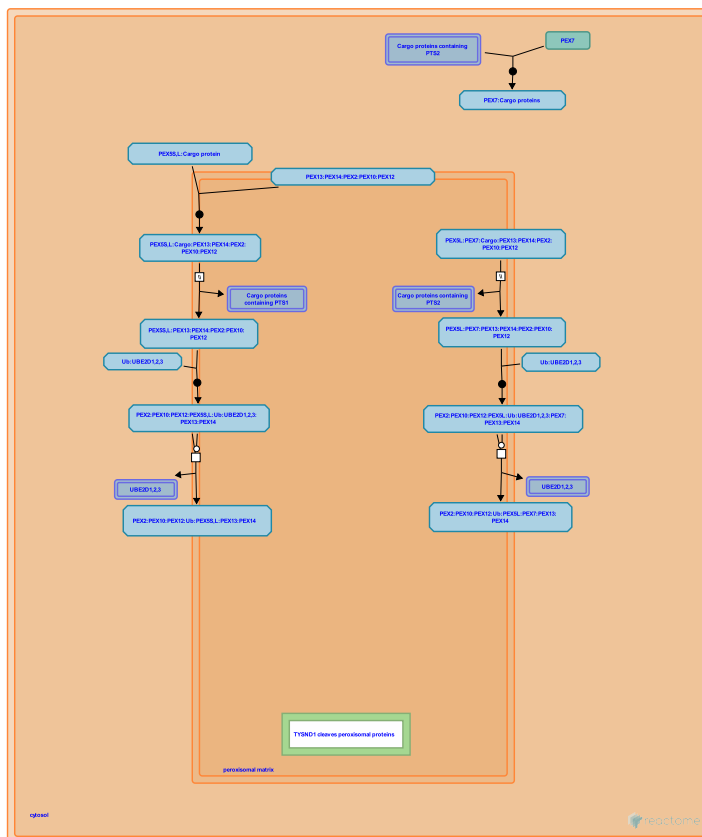 Cargo proteins containing
PTS2
PEX7
PEX7:Cargo proteins
PEX5S,L:Cargo protein
PEX13:PEX14:PEX2:PEX10:PEX12
PEX5S,L:Cargo:PEX13:PEX14:PEX2:
PEX10:PEX12
PEX5L:PEX7:Cargo:PEX13:PEX14:PEX2:
PEX10:PEX12
Cargo proteins
containing PTS1
Cargo proteins containing
PTS2
PEX5S,L:PEX13:PEX14:PEX2:PEX10:
PEX12
PEX5L:PEX7:PEX13:PEX14:PEX2:PEX10:
PEX12
Ub:UBE2D1,2,3
Ub:UBE2D1,2,3
PEX2:PEX10:PEX12:PEX5S,L:Ub:UBE2D1,2,3:
PEX13:PEX14
PEX2:PEX10:PEX12:PEX5L:Ub:UBE2D1,2,3:PEX7:
PEX13:PEX14
UBE2D1,2,3
UBE2D1,2,3
PEX2:PEX10:PEX12:Ub:PEX5S,L:PEX13:PEX14
PEX2:PEX10:PEX12:Ub:PEX5L:PEX7:PEX13:
PEX14
TYSND1 cleaves peroxisomal proteins
peroxisomal matrix
cytosol
reactome